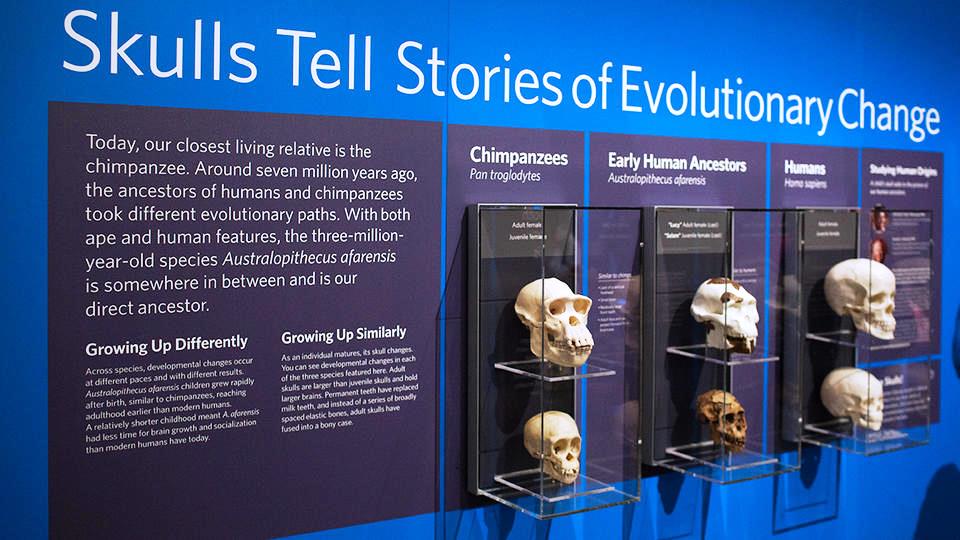 Skulls Tell Stories of Evolutionary Change
Today, our closest living relative is the
chimpanzee. Around seven million years ago,
the ancestors of humans and chimpanzees
took different evolutionary paths. With both
ape and human features, the three-million-
year-old species Australopithecus afarensis
is somewhere in between and is our
direct ancestor.
Growing Up Differently
Across species, developmental changes occur
at different paces and with different results.
Australopithecus afarensis children grew rapidly
after birth, similar to chimpanzees, reaching
adulthood earlier than modern humans.
A relatively shorter childhood meant A. afarensis
had less time for brain growth and socialization
than modern humans have today.
Growing Up Similarly
As an individual matures, its skull changes.
You can see developmental changes in each
of the three species featured here. Adult
skulls are larger than juvenile skulls and hold
larger brains. Permanent teeth have replaced
milk teeth, and instead of a series of broadly
spaced elastic bones, adult skulls have
fused into a bony case.
Chimpanzees
Pan troglodytes
Adult female
Juvenile female
Early Human Ancestors
Australopithecus afarensis
"Lucy" Adult female (cast)
"Selam" Juvenile female (cast)
Similar to chimps
Humans
Homo sapiens
Adult female
Juvenile female
Studying Human Origins